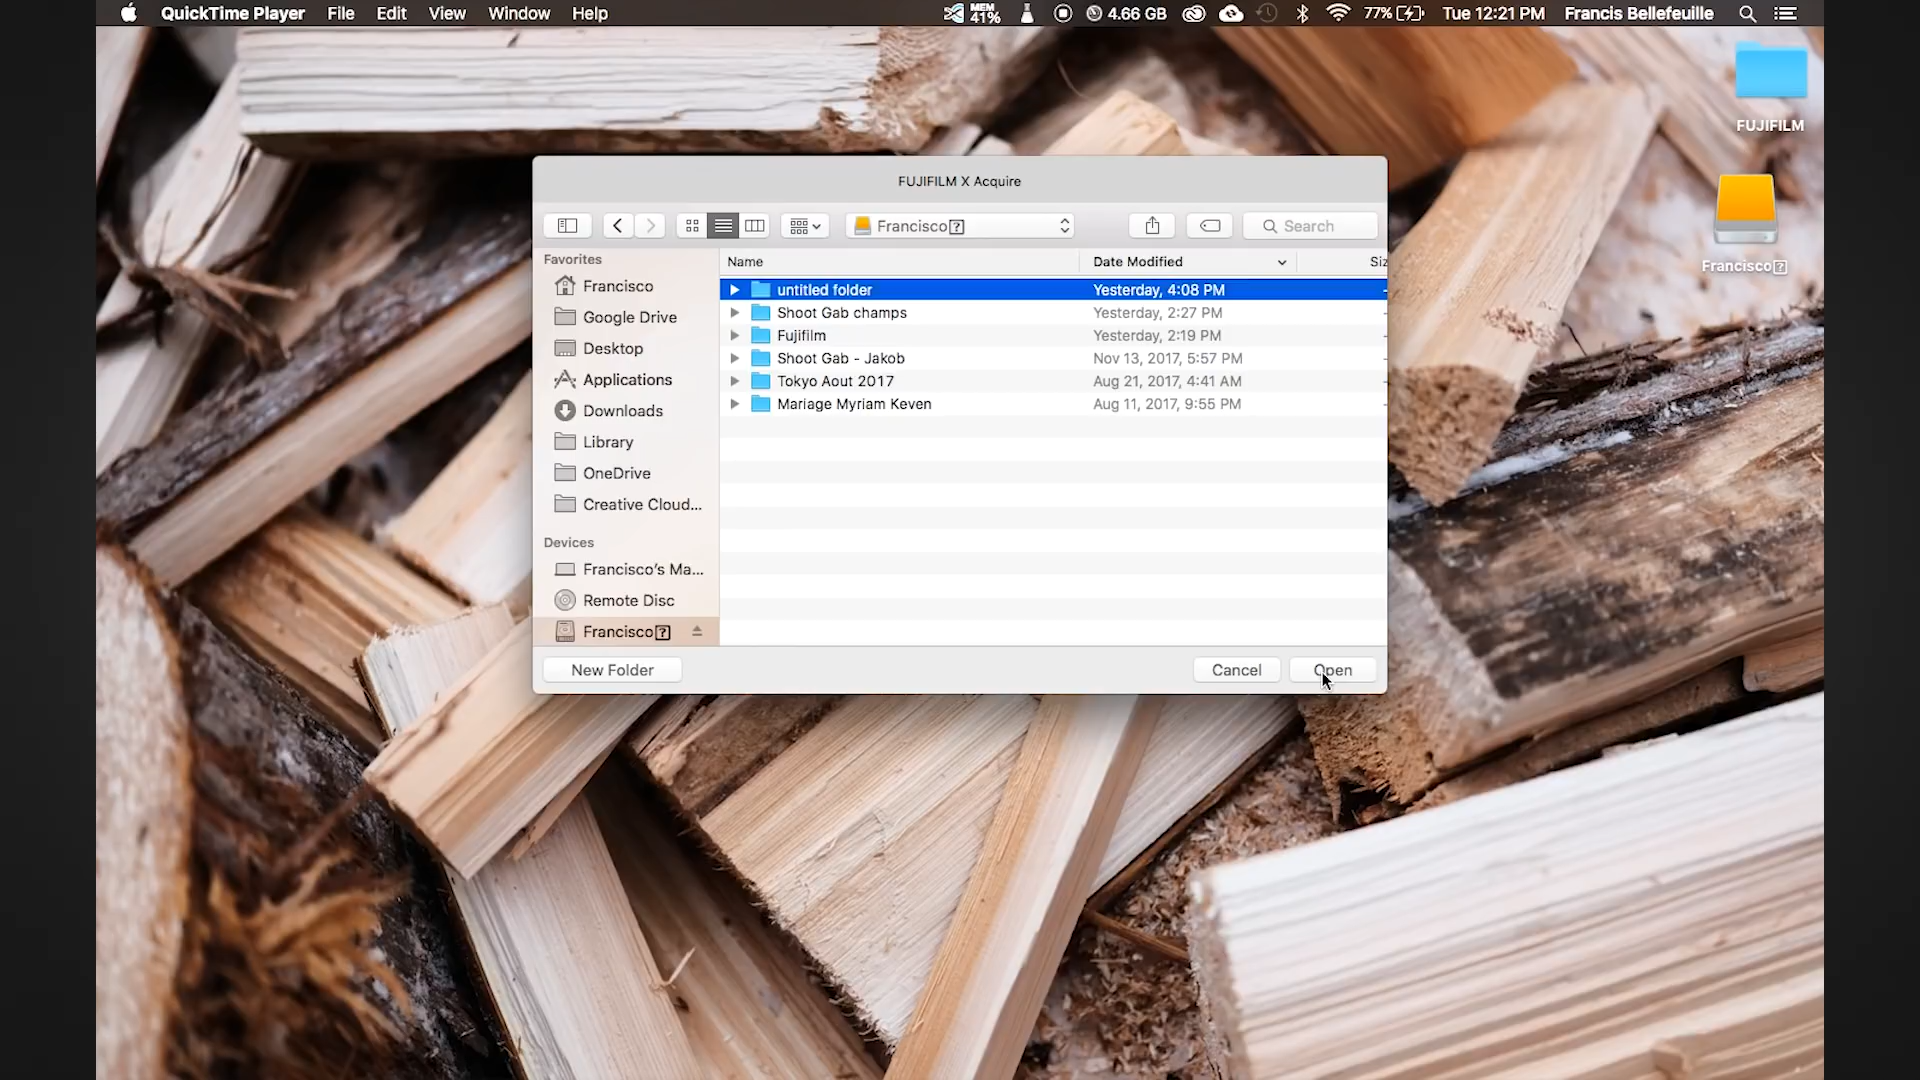 QuickTime Player File Edit View Window Help MEM 41% 4.66 GB 77% Tue 12:21 PM Francis Bellefeuille
FUJIFILM
Francisco
FUJIFILM X Acquire
Francisco
Search
Favorites
Francisco
Google Drive
Desktop
Applications
Downloads
Library
OneDrive
Creative Cloud...
Devices
Francisco's Ma...
Remote Disc
Francisco
Name Date Modified Siz
untitled folder Yesterday, 4:08 PM -
Shoot Gab champs Yesterday, 2:27 PM -
Fujifilm Yesterday, 2:19 PM -
Shoot Gab - Jakob Nov 13, 2017, 5:57 PM -
Tokyo Aout 2017 Aug 21, 2017, 4:41 AM -
Mariage Myriam Keven Aug 11, 2017, 9:55 PM -
New Folder Cancel Open